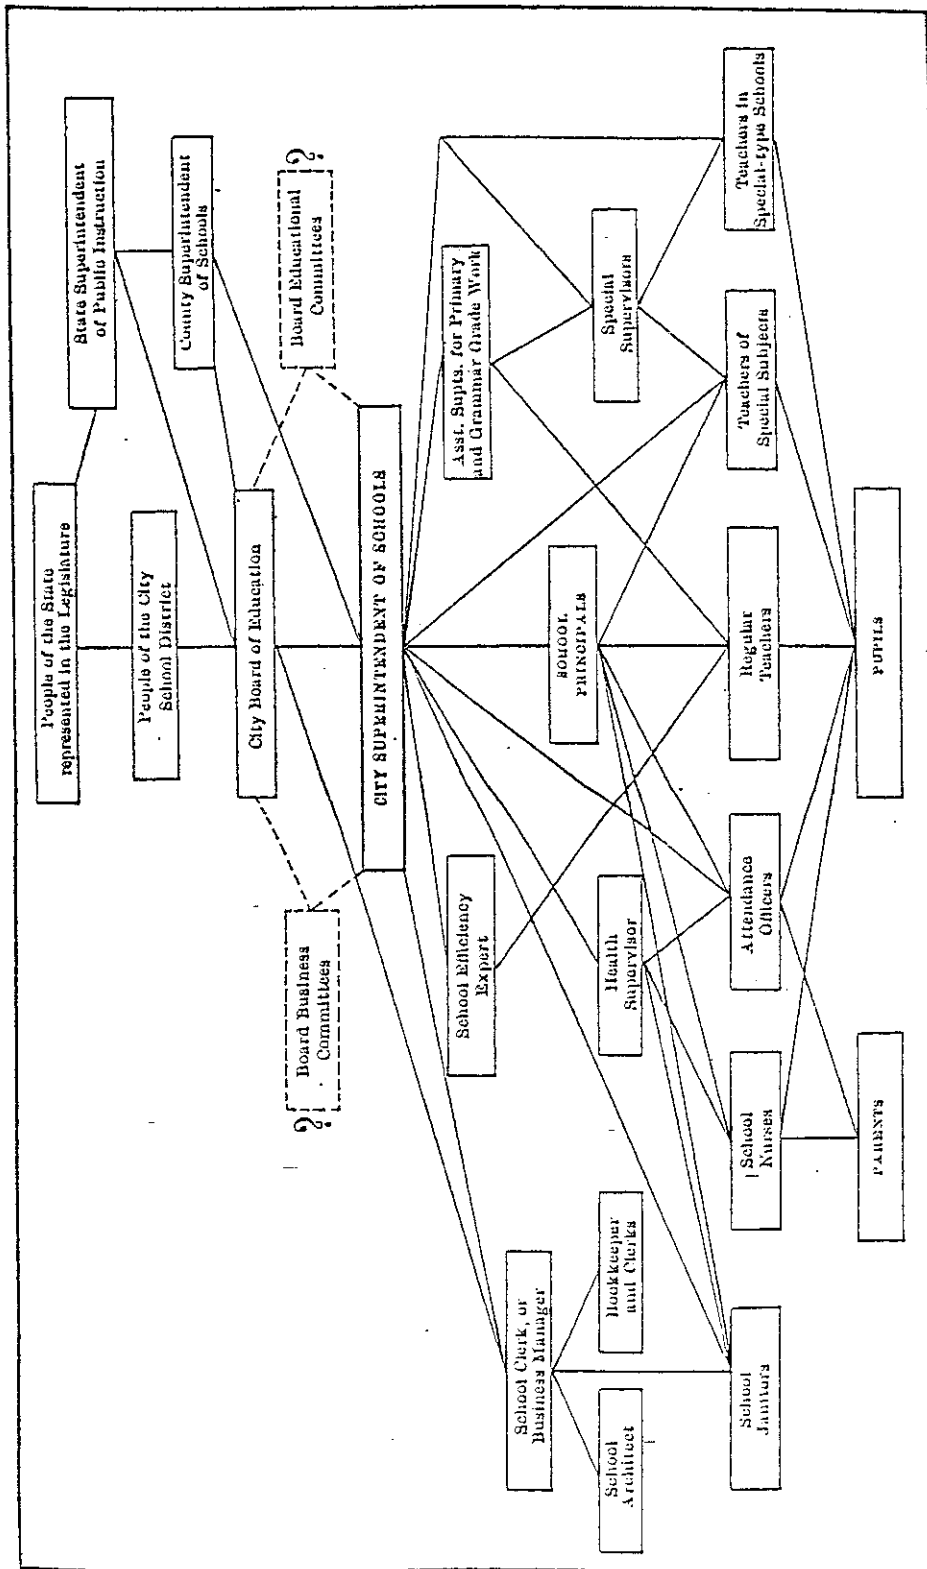 People of the State
represented in the Legislature
State Superintendent
of Public Instruction
People of the City
School District
County Superintendent
of Schools
City Board of Education
? Board Business
Committees
Board Educational ?
Committees
CITY SUPERINTENDENT OF SCHOOLS
School Clerk, or
Business Manager
School Efficiency
Expert
SCHOOL
PRINCIPALS
Asst. Supts. for Primary
and Grammar Grade Work
School
Architect
Bookkeeper
and Clerks
Health
Supervisor
Special
Supervisors
School
Janitors
School
Nurses
Attendance
Officers
Regular
Teachers
Teachers of
Special Subjects
Teachers in
Special-type Schools
PARENTS
PUPILS